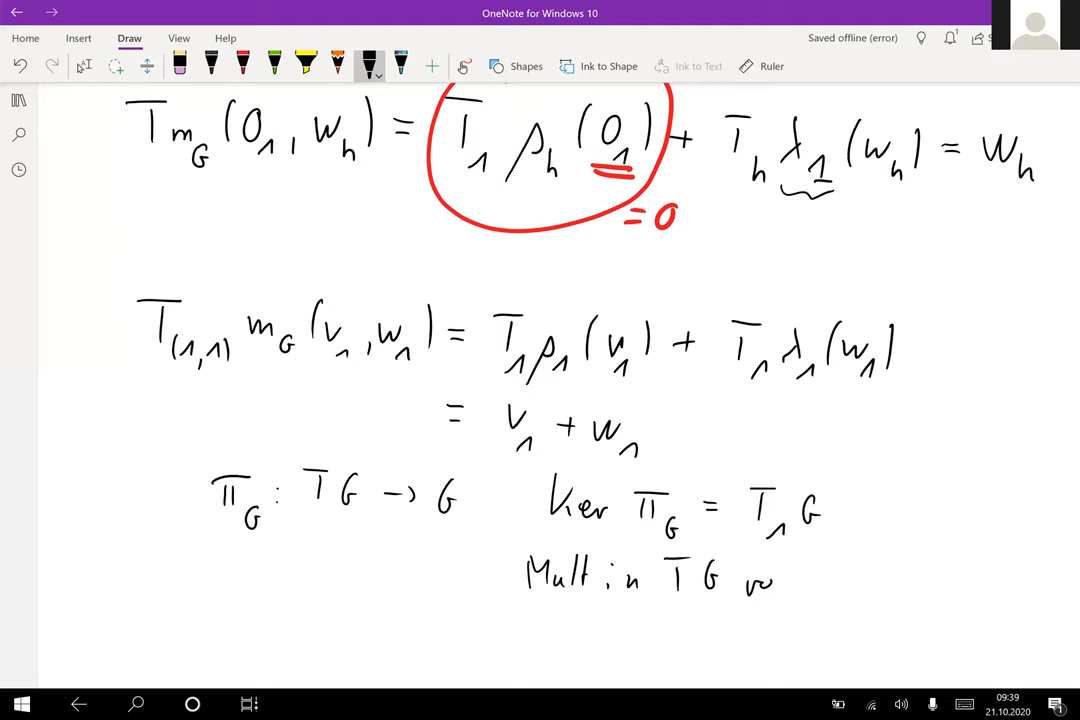 OneNote for Windows 10
Home Insert Draw View Help Saved offline (error)
Shapes Ink to Shape Ink to Text Ruler
T m_G (0_1, w_h) = T_1 ρ_h (0_1) + T_h λ_1 (w_h) = w_h
= 0
T_(1,1) m_G (v_1, w_1) = T_1 ρ_1 (v_1) + T_1 λ_1 (w_1)
= v_1 + w_1
π_G : TG → G Ker π_G = T_1 G
Mult in TG
09:39
21.10.2020